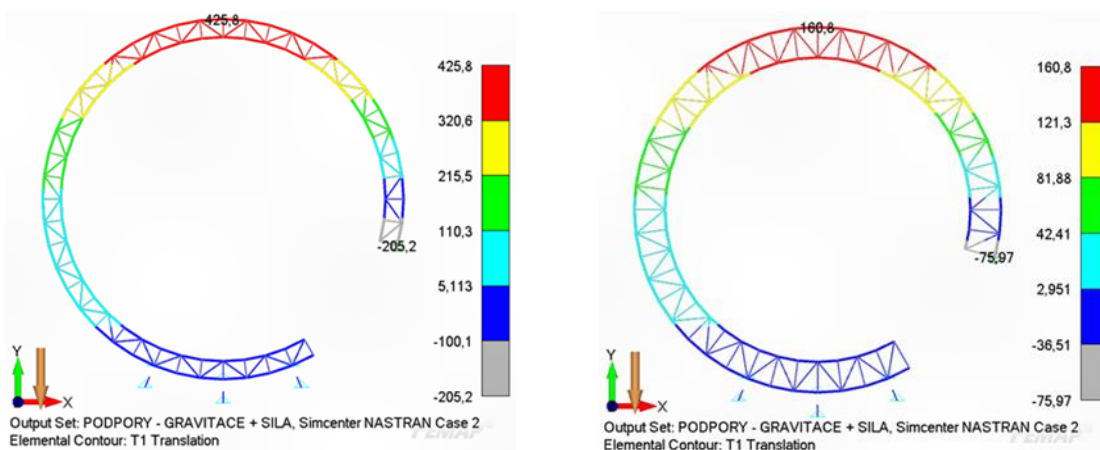 425,8
425,8
320,6
215,5
110,3
5,113
-100,1
-205,2
-205,2
Y
X
Output Set: PODPORY - GRAVITACE + SILA, Simcenter NASTRAN Case 2
Elemental Contour: T1 Translation
FEMAP
160,8
160,8
121,3
81,88
42,41
2,951
-36,51
-75,97
-75,97
Y
X
Output Set: PODPORY - GRAVITACE + SILA, Simcenter NASTRAN Case 2
Elemental Contour: T1 Translation
FEMAP